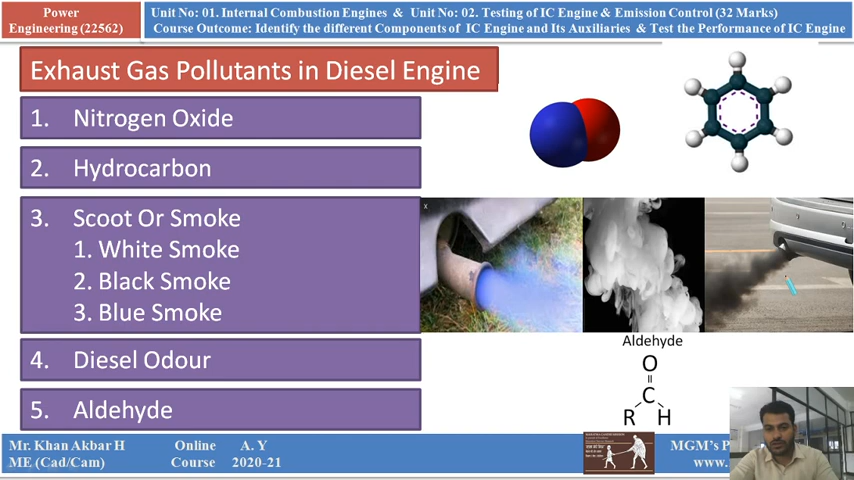 Power
Engineering (22562)
Unit No: 01. Internal Combustion Engines & Unit No: 02. Testing of IC Engine & Emission Control (32 Marks)
Course Outcome: Identify the different Components of IC Engine and Its Auxiliaries & Test the Performance of IC Engine
Exhaust Gas Pollutants in Diesel Engine
1. Nitrogen Oxide
2. Hydrocarbon
3. Scoot Or Smoke
1. White Smoke
2. Black Smoke
3. Blue Smoke
4. Diesel Odour
5. Aldehyde
x
Aldehyde
O
C
R H
Mr. Khan Akbar H
ME (Cad/Cam)
Online
Course
A. Y
2020-21
MGM's P
www.